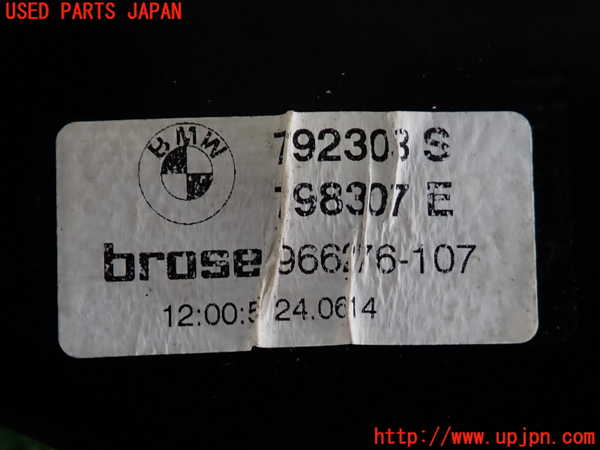 USED PARTS JAPAN
BMW
792303 S
798307 E
brose 966276-107
12:00:5 24.0614
http://www.upjpn.com/